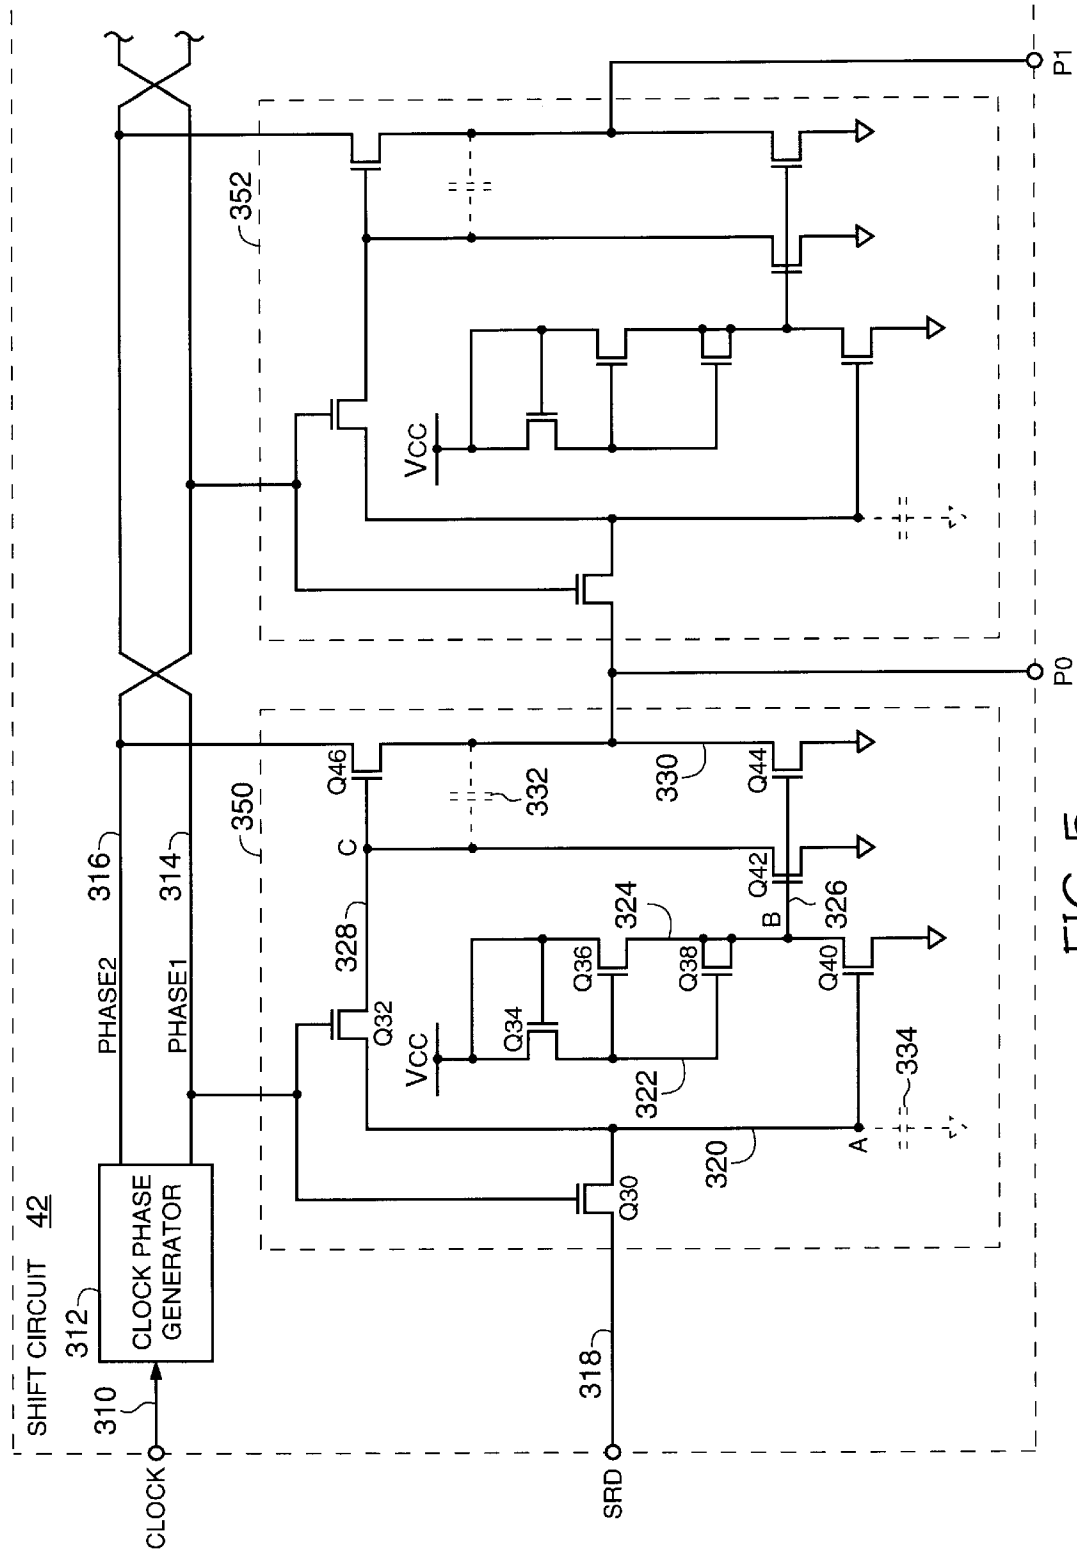 SHIFT CIRCUIT 42
CLOCK
310
312
CLOCK PHASE
GENERATOR
PHASE2
316
PHASE1
314
350
352
Q46
C
328
Q32
332
VCC
Q34
Q36
324
Q38
322
B
Q42
326
Q44
330
Q40
320
A
334
Q30
318
SRD
VCC
P0
P1